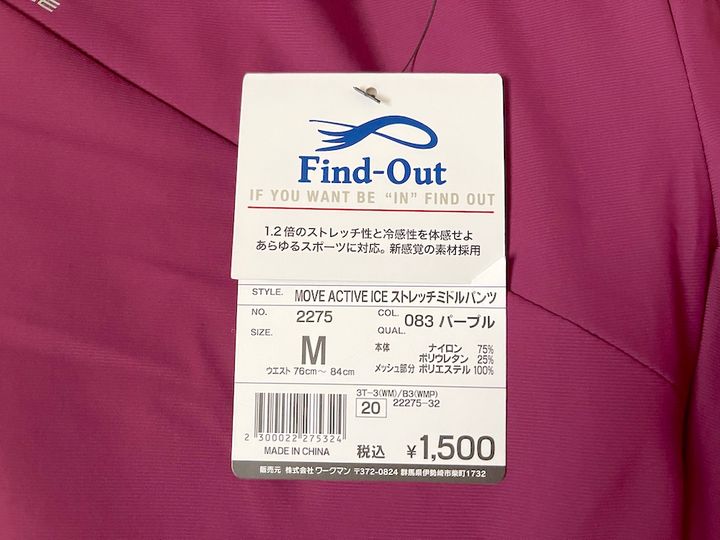 Find-Out
IF YOU WANT BE "IN" FIND OUT
1.2倍のストレッチ性と冷感性を体感せよ
あらゆるスポーツに対応。新感覚の素材採用
STYLE. MOVE ACTIVE ICE ストレッチミドルパンツ
NO. 2275 COL. 083 パープル
SIZE. M QUAL.
ウエスト 76cm～84cm
本体 ナイロン 75%
ポリウレタン 25%
メッシュ部分 ポリエステル 100%
3T-3(WM)/B3(WMP)
20 22275-32
2 300022 275324
MADE IN CHINA 税込 ¥1,500
販売元 株式会社 ワークマン 〒372-0824 群馬県伊勢崎市柴町1732